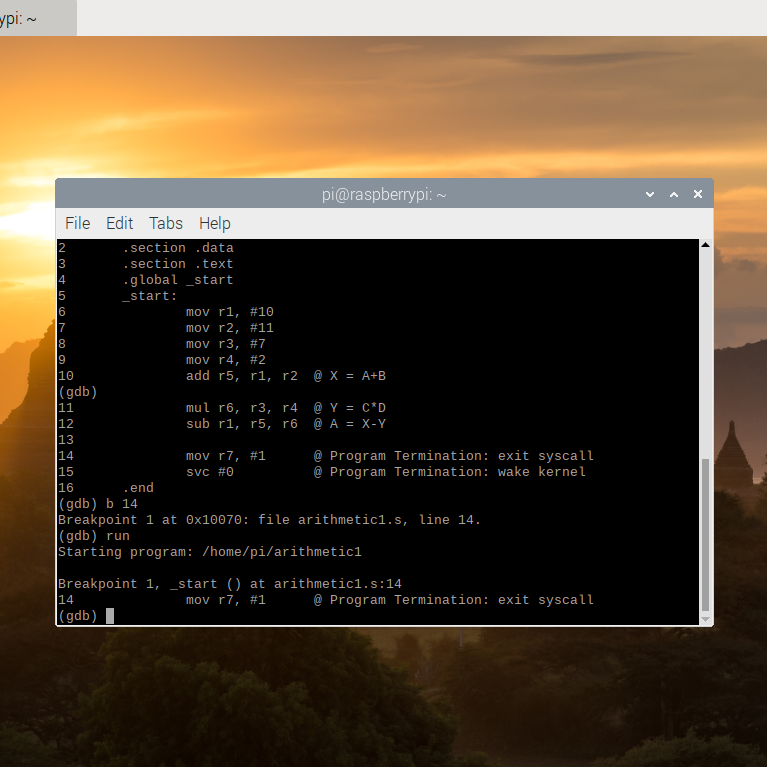 ypi: ~
pi@raspberrypi: ~
File Edit Tabs Help
2       .section .data
3       .section .text
4       .global _start
5       _start:
6               mov r1, #10
7               mov r2, #11
8               mov r3, #7
9               mov r4, #2
10              add r5, r1, r2  @ X = A+B
(gdb)
11              mul r6, r3, r4  @ Y = C*D
12              sub r1, r5, r6  @ A = X-Y
13
14              mov r7, #1      @ Program Termination: exit syscall
15              svc #0          @ Program Termination: wake kernel
16      .end
(gdb) b 14
Breakpoint 1 at 0x10070: file arithmetic1.s, line 14.
(gdb) run
Starting program: /home/pi/arithmetic1
Breakpoint 1, _start () at arithmetic1.s:14
14              mov r7, #1      @ Program Termination: exit syscall
(gdb)